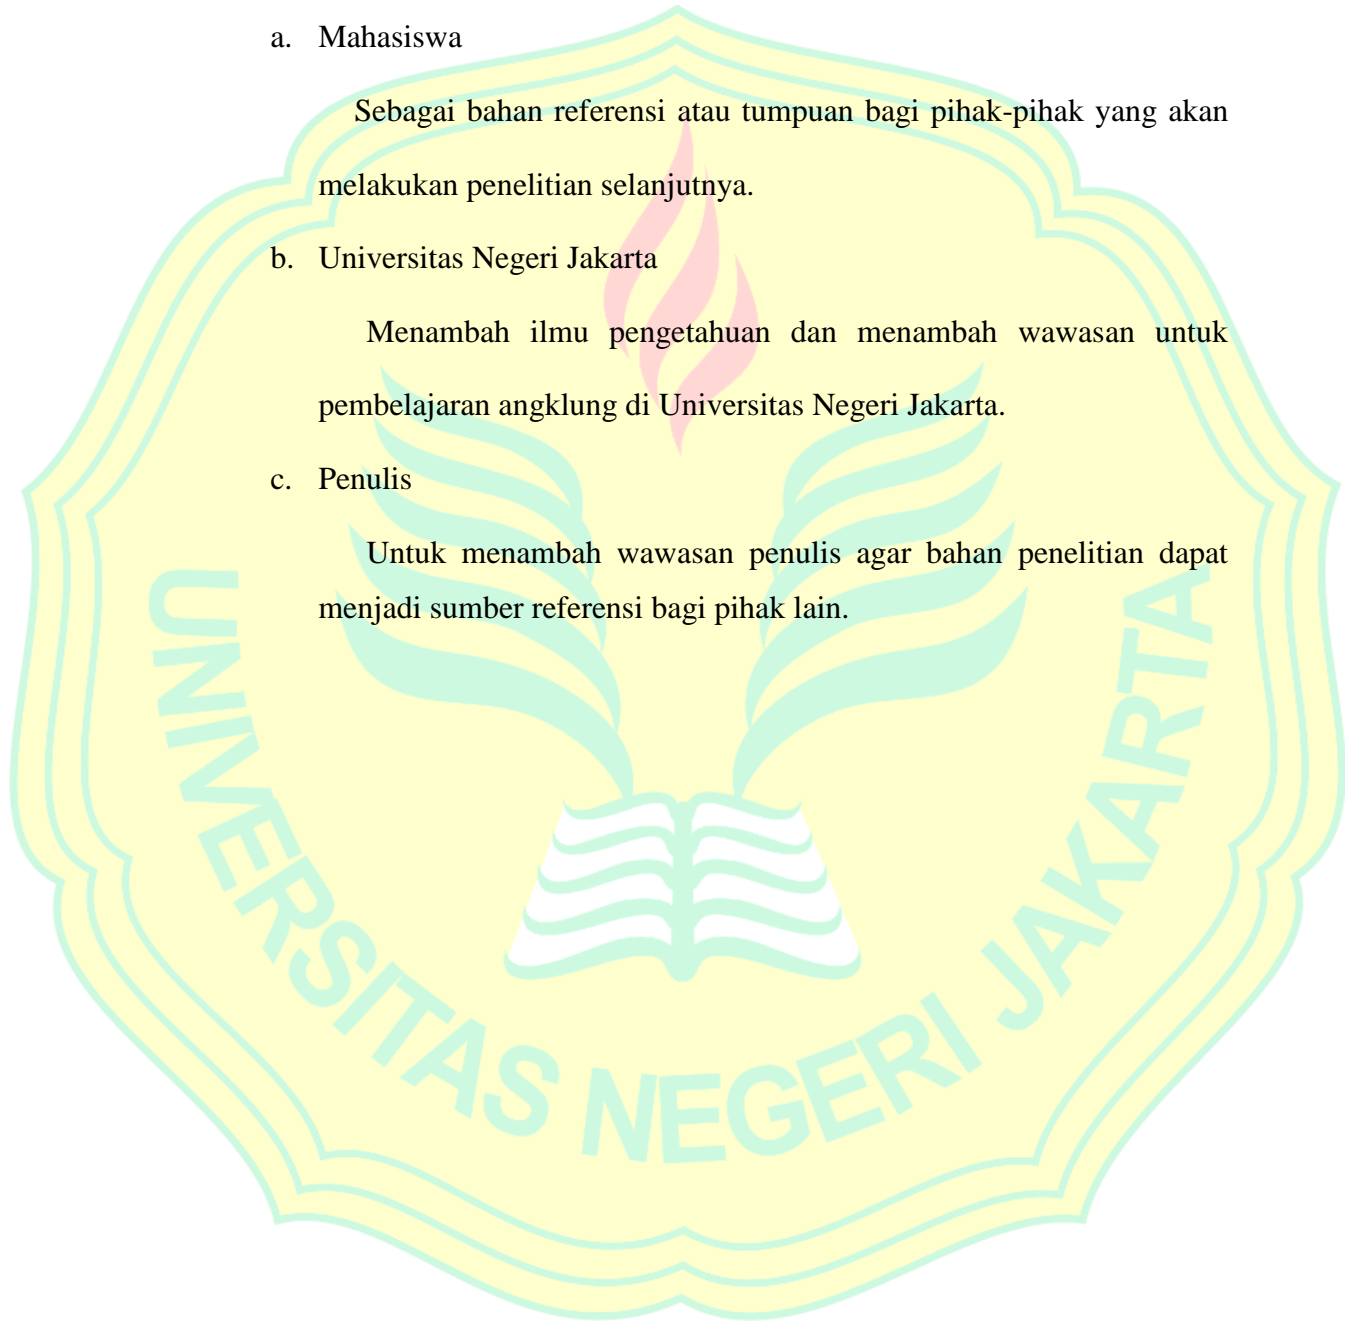 a. Mahasiswa
Sebagai bahan referensi atau tumpuan bagi pihak-pihak yang akan
melakukan penelitian selanjutnya.
b. Universitas Negeri Jakarta
Menambah ilmu pengetahuan dan menambah wawasan untuk
pembelajaran angklung di Universitas Negeri Jakarta.
c. Penulis
Untuk menambah wawasan penulis agar bahan penelitian dapat
menjadi sumber referensi bagi pihak lain.
UNIVERSITAS NEGERI JAKARTA